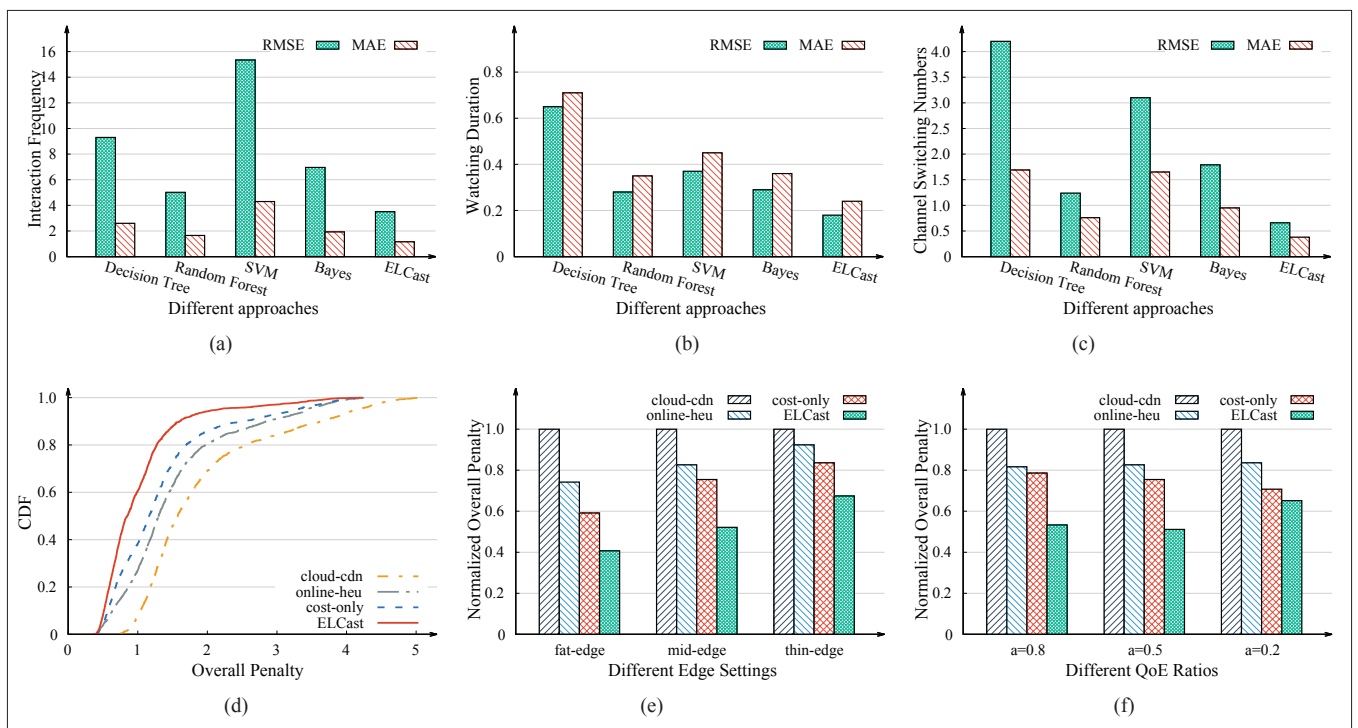 RMSE MAE
Interaction Frequency
16
14
12
10
8
6
4
2
0
Decision Tree Random Forest SVM Bayes ELCast
Different approaches
(a)
RMSE MAE
Watching Duration
0.8
0.6
0.4
0.2
0
Decision Tree Random Forest SVM Bayes ELCast
Different approaches
(b)
RMSE MAE
Channel Switching Numbers
4.0
3.5
3.0
2.5
2.0
1.5
1.0
0.5
0
Decision Tree Random Forest SVM Bayes ELCast
Different approaches
(c)
CDF
1.0
0.8
0.6
0.4
0.2
0
cloud-cdn
online-heu
cost-only
ELCast
0 1 2 3 4 5
Overall Penalty
(d)
cloud-cdn cost-only
online-heu ELCast
Normalized Overall Penalty
1.0
0.8
0.6
0.4
0.2
0
fat-edge mid-edge thin-edge
Different Edge Settings
(e)
cloud-cdn cost-only
online-heu ELCast
Normalized Overall Penalty
1.0
0.8
0.6
0.4
0.2
0
a=0.8 a=0.5 a=0.2
Different QoE Ratios
(f)